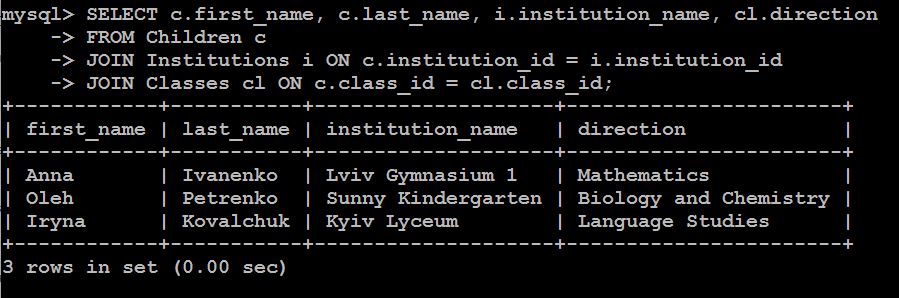 mysql> SELECT c.first_name, c.last_name, i.institution_name, cl.direction
    -> FROM Children c
    -> JOIN Institutions i ON c.institution_id = i.institution_id
    -> JOIN Classes cl ON c.class_id = cl.class_id;
+------------+-----------+--------------------+-----------------------+
| first_name | last_name | institution_name   | direction             |
+------------+-----------+--------------------+-----------------------+
| Anna       | Ivanenko  | Lviv Gymnasium 1   | Mathematics           |
| Oleh       | Petrenko  | Sunny Kindergarten | Biology and Chemistry |
| Iryna      | Kovalchuk | Kyiv Lyceum        | Language Studies      |
+------------+-----------+--------------------+-----------------------+
3 rows in set (0.00 sec)